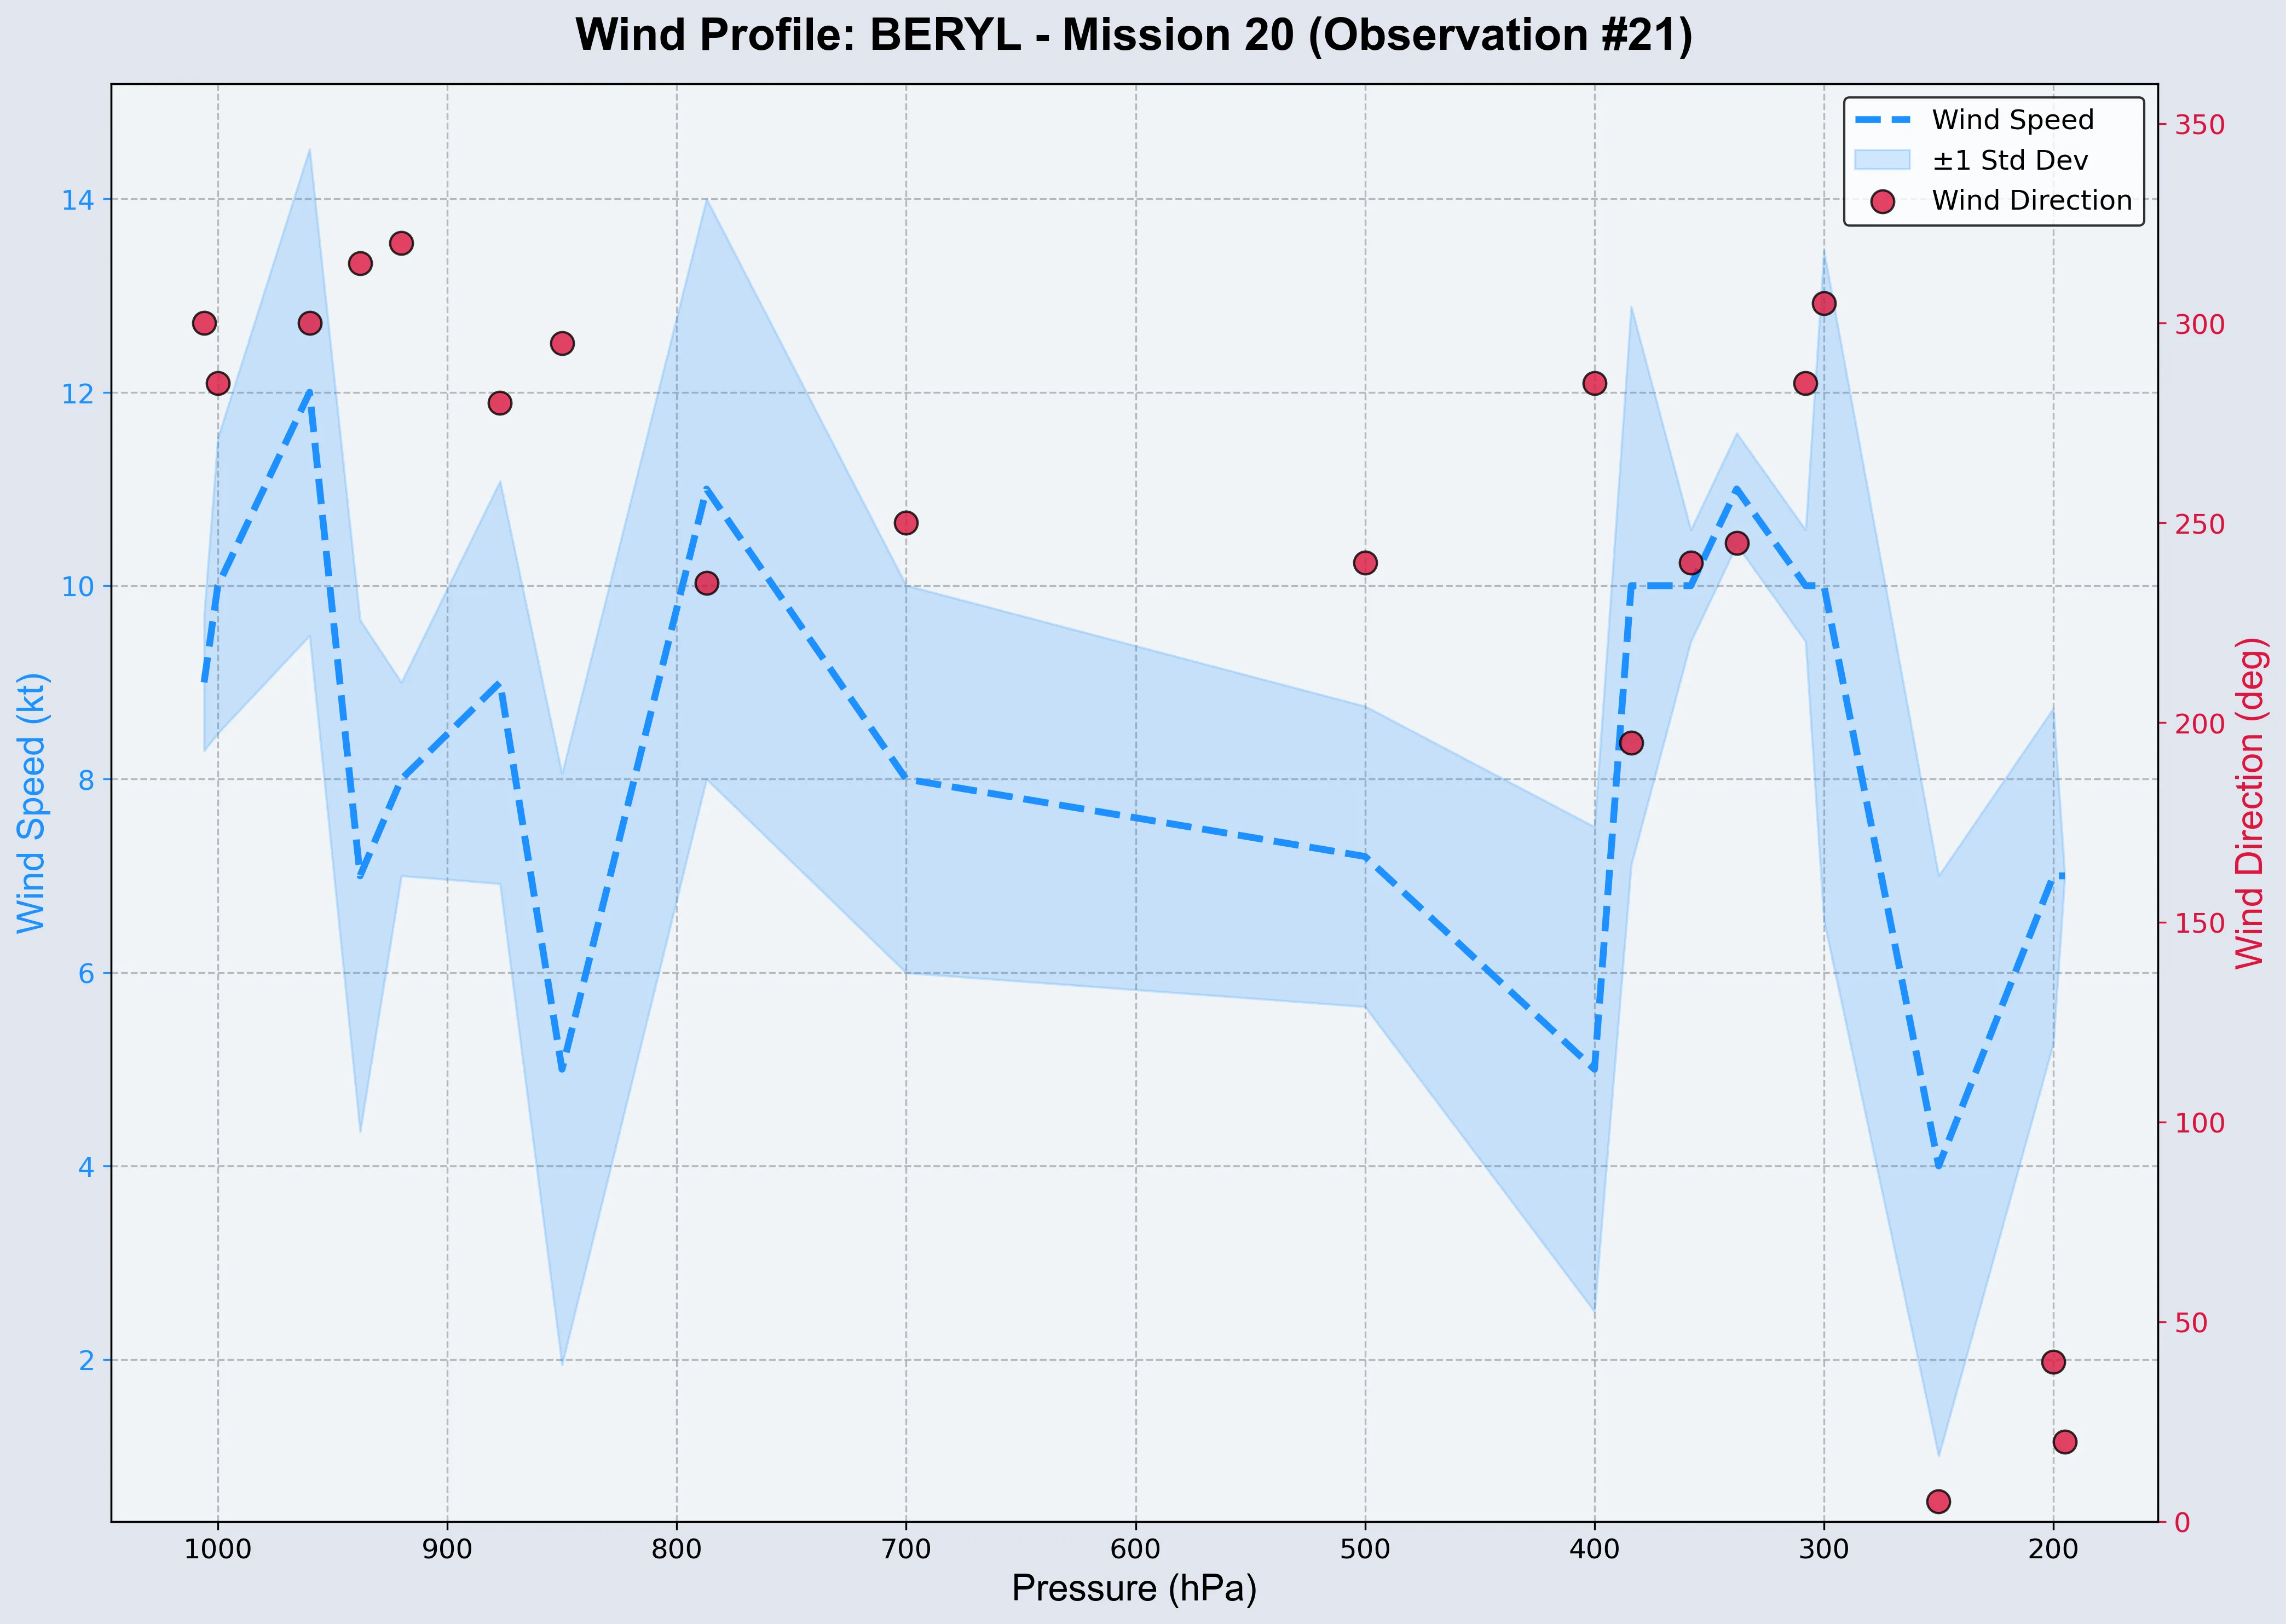 Wind Profile: BERYL - Mission 20 (Observation #21)
Wind Speed
±1 Std Dev
Wind Direction
Wind Speed (kt)
14
12
10
8
6
4
2
350
300
250
200
150
100
50
0
Wind Direction (deg)
1000 900 800 700 600 500 400 300 200
Pressure (hPa)